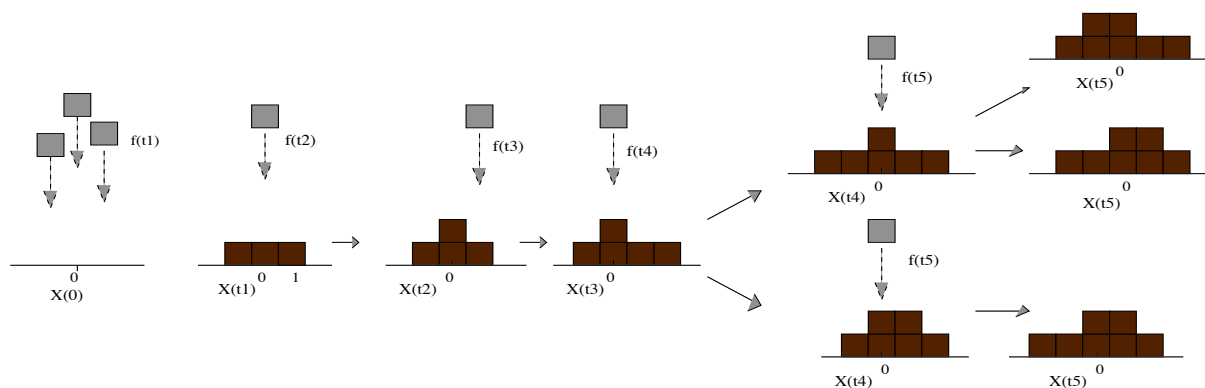 f(t1)
0
X(0)
f(t2)
0 1
X(t1)
f(t3)
0
X(t2)
f(t4)
0
X(t3)
f(t5)
0
X(t4)
0
X(t5)
0
X(t5)
f(t5)
0
X(t4)
0
X(t5)